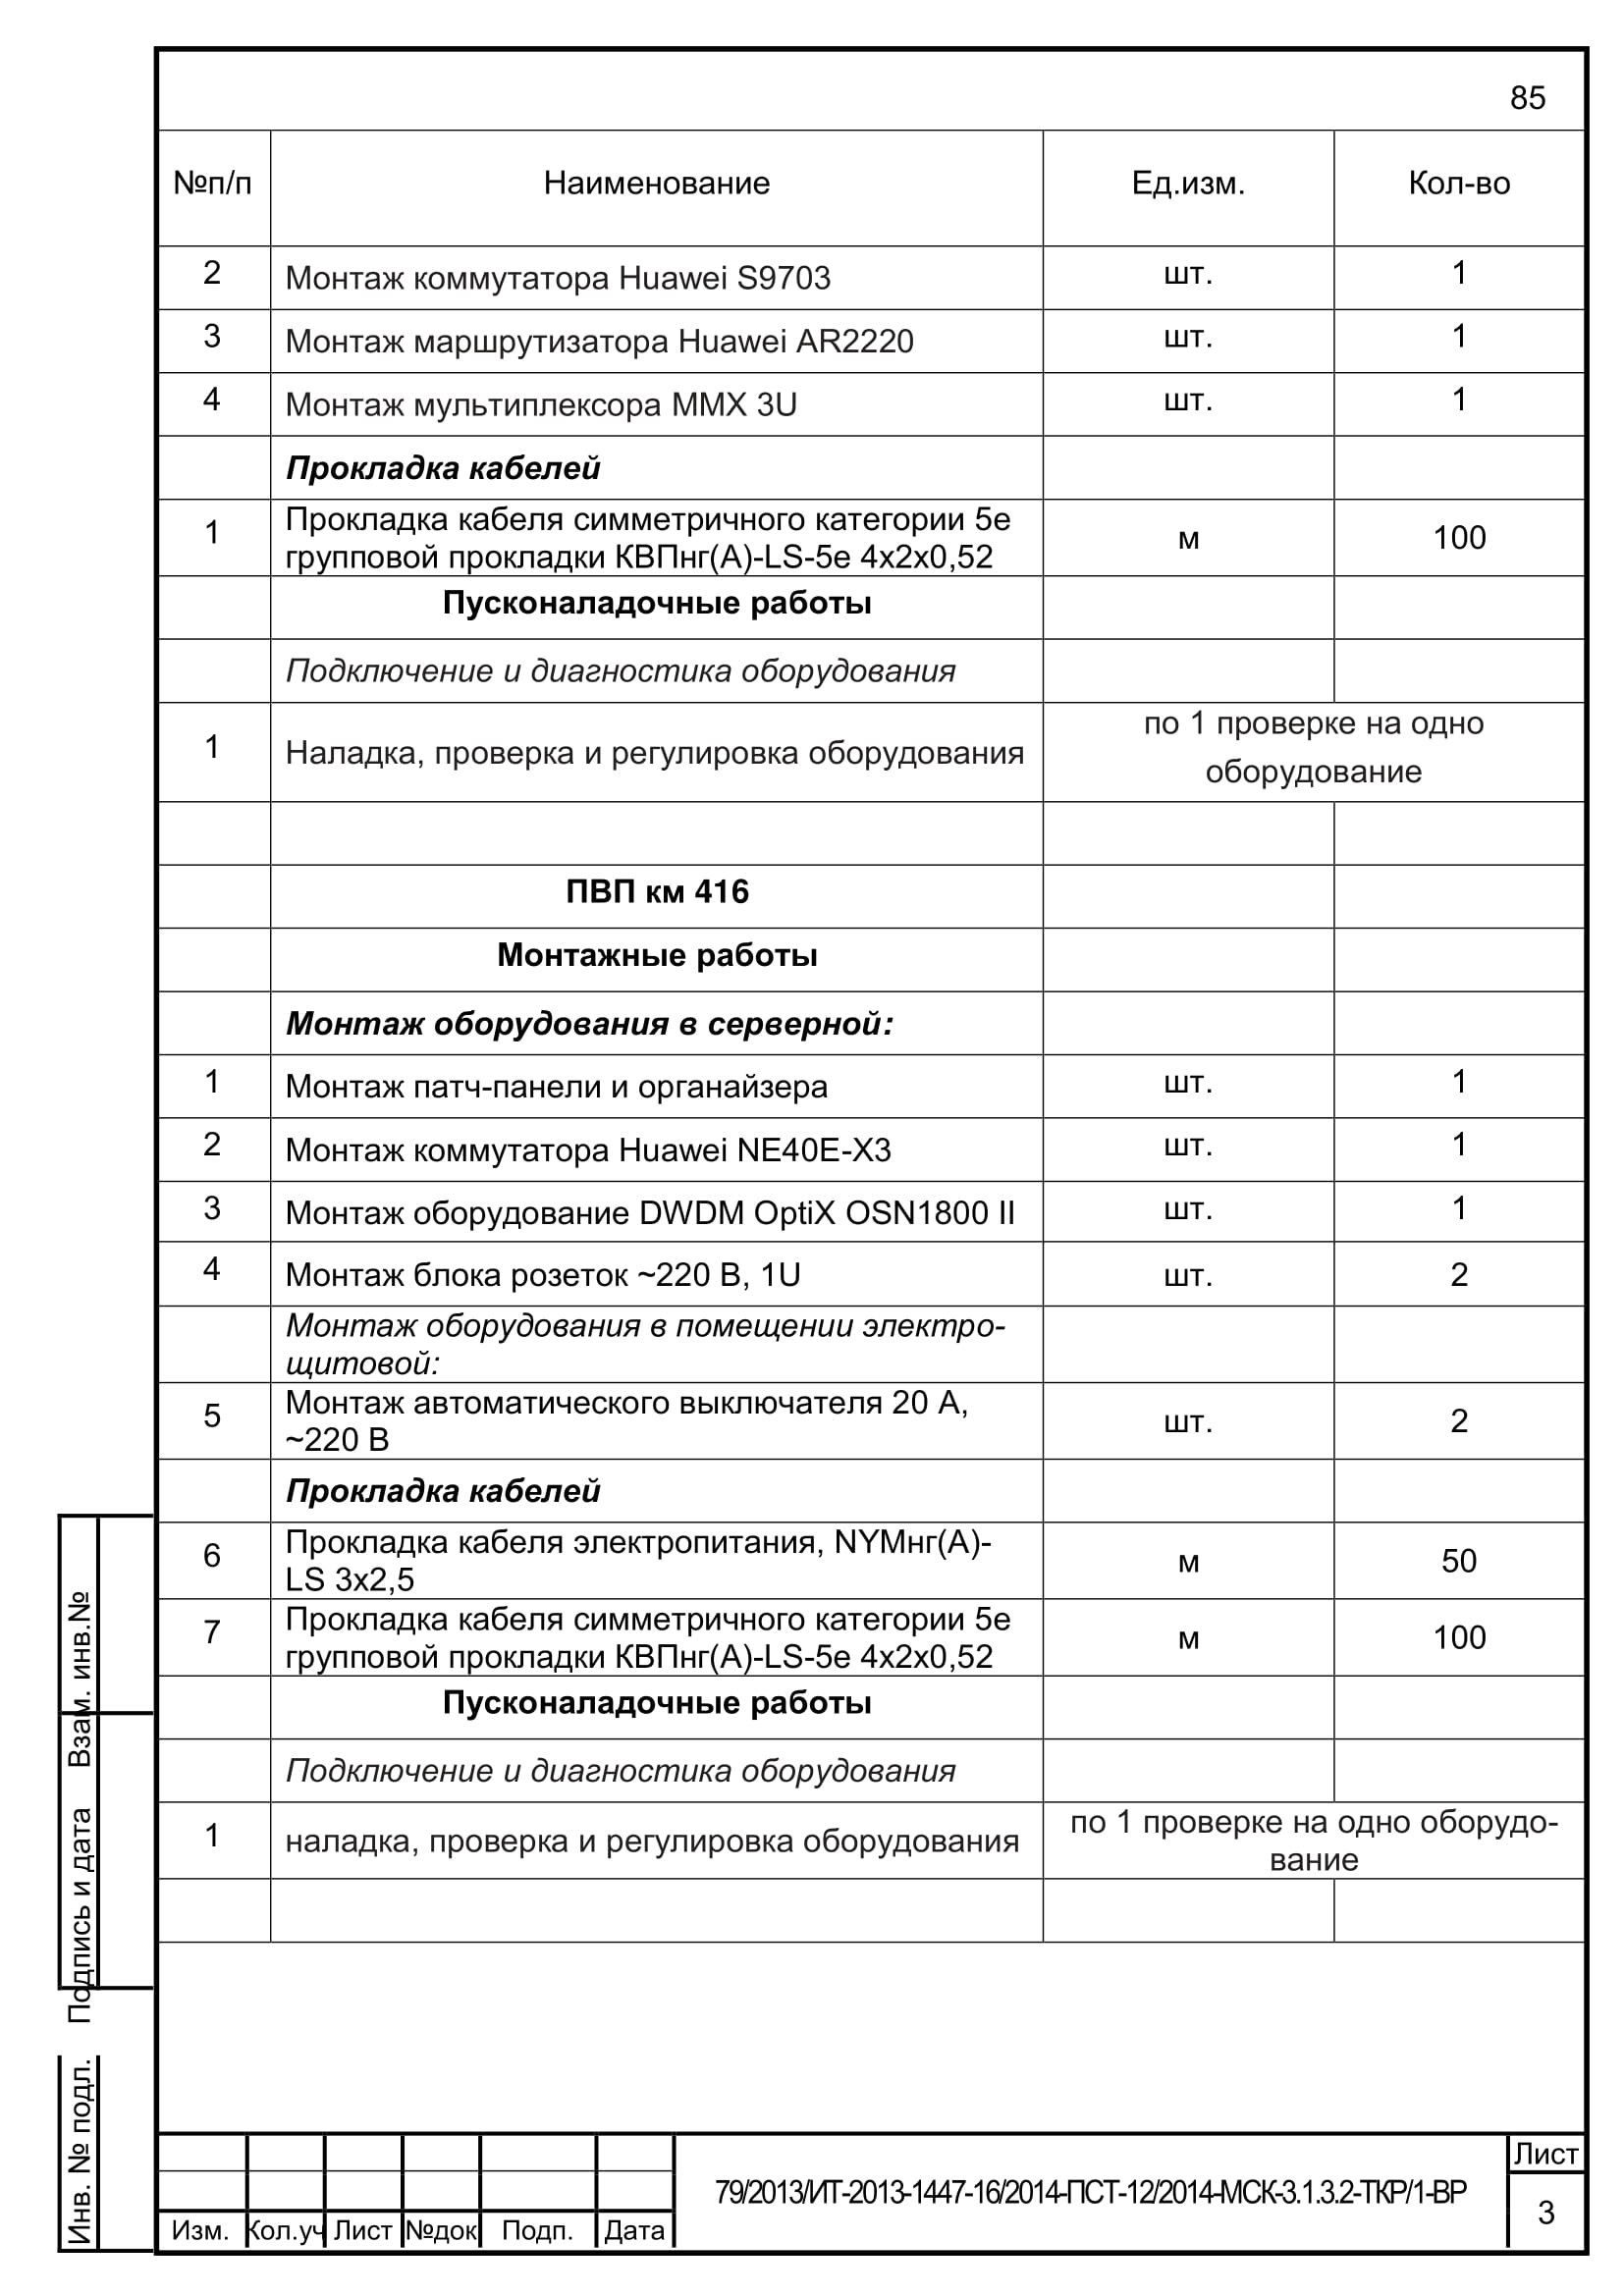 85
№п/п Наименование Ед.изм. Кол-во
2 Монтаж коммутатора Huawei S9703 шт. 1
3 Монтаж маршрутизатора Huawei AR2220 шт. 1
4 Монтаж мультиплексора MMX 3U шт. 1
Прокладка кабелей
1 Прокладка кабеля симметричного категории 5е
групповой прокладки КВПнг(А)-LS-5е 4х2х0,52 м 100
Пусконаладочные работы
Подключение и диагностика оборудования
1 Наладка, проверка и регулировка оборудования по 1 проверке на одно
оборудование
ПВП км 416
Монтажные работы
Монтаж оборудования в серверной:
1 Монтаж патч-панели и органайзера шт. 1
2 Монтаж коммутатора Huawei NE40E-X3 шт. 1
3 Монтаж оборудование DWDM OptiX OSN1800 II шт. 1
4 Монтаж блока розеток ~220 В, 1U шт. 2
Монтаж оборудования в помещении электро-
щитовой:
5 Монтаж автоматического выключателя 20 А,
~220 В шт. 2
Прокладка кабелей
6 Прокладка кабеля электропитания, NYMнг(А)-
LS 3х2,5 м 50
7 Прокладка кабеля симметричного категории 5е
групповой прокладки КВПнг(А)-LS-5е 4х2х0,52 м 100
Пусконаладочные работы
Подключение и диагностика оборудования
1 наладка, проверка и регулировка оборудования по 1 проверке на одно оборудо-
вание
Взам. инв.№
Подпись и дата
Инв. № подл.
Изм. Кол.уч Лист №док Подп. Дата
79/2013/ИТ-2013-1447-16/2014-ПСТ-12/2014-МСК-3.1.3.2-ТКР/1-ВР
Лист
3